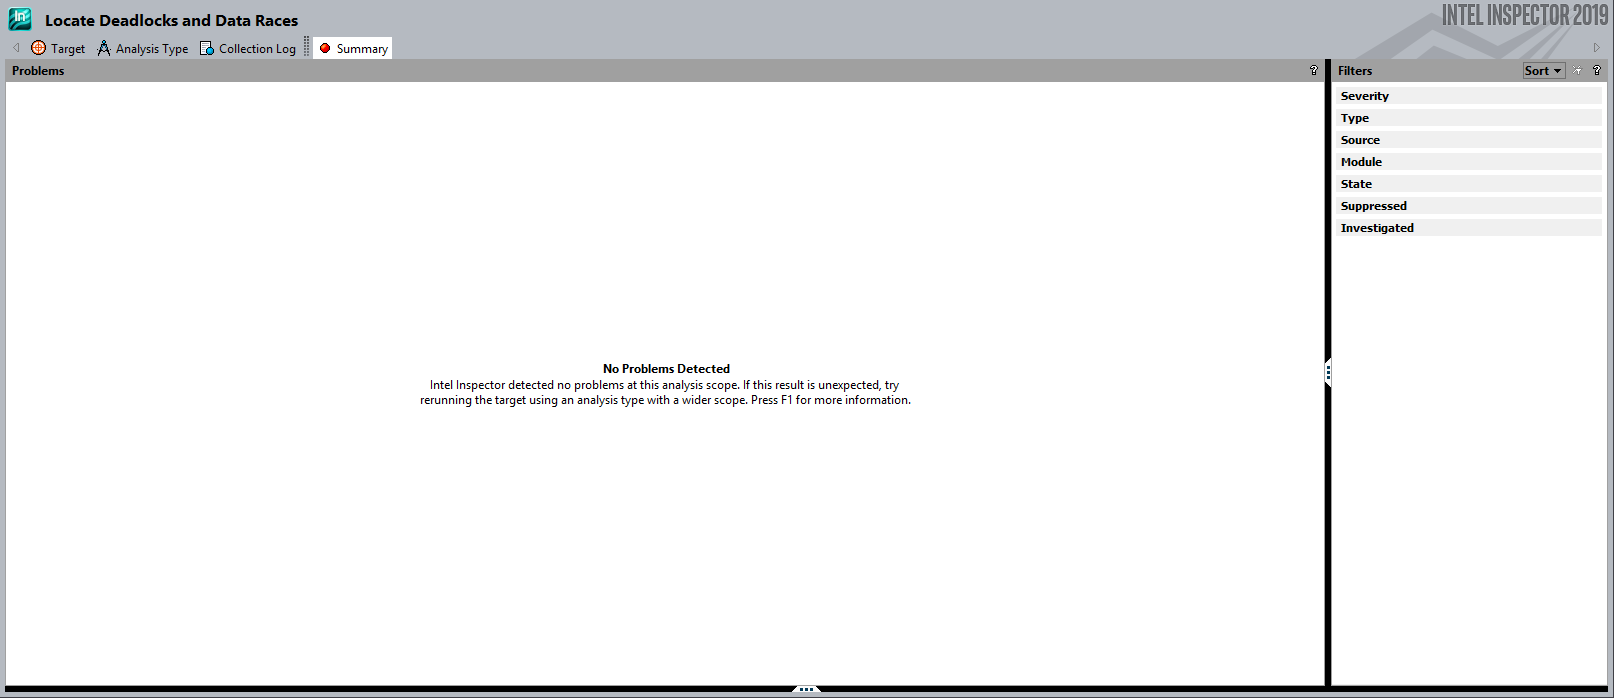 In
Locate Deadlocks and Data Races
INTEL INSPECTOR 2019
Target Analysis Type Collection Log Summary
Problems ?
Filters Sort ?
Severity
Type
Source
Module
State
Suppressed
Investigated
No Problems Detected
Intel Inspector detected no problems at this analysis scope. If this result is unexpected, try
rerunning the target using an analysis type with a wider scope. Press F1 for more information.